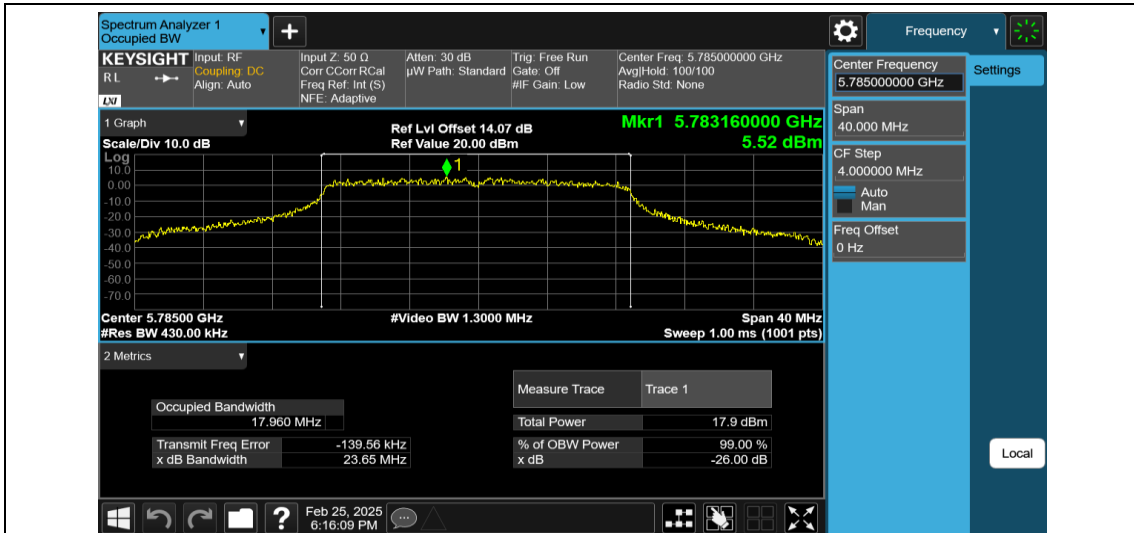 Spectrum Analyzer 1
Occupied BW
Frequency
KEYSIGHT
R L
LXI
Input: RF
Coupling: DC
Align: Auto
Input Z: 50 Ω
Corr CCorr RCal
Freq Ref: Int (S)
NFE: Adaptive
Atten: 30 dB
µW Path: Standard
Trig: Free Run
Gate: Off
#IF Gain: Low
Center Freq: 5.785000000 GHz
Avg|Hold: 100/100
Radio Std: None
Center Frequency
5.785000000 GHz
Settings
Span
40.000 MHz
CF Step
4.000000 MHz
Auto
Man
Freq Offset
0 Hz
1 Graph
Scale/Div 10.0 dB
Ref Lvl Offset 14.07 dB
Ref Value 20.00 dBm
Mkr1 5.783160000 GHz
5.52 dBm
Log
1
10.0
0.00
-10.0
-20.0
-30.0
-40.0
-50.0
-60.0
-70.0
Center 5.78500 GHz
#Video BW 1.3000 MHz
Span 40 MHz
#Res BW 430.00 kHz
Sweep 1.00 ms (1001 pts)
2 Metrics
Measure Trace Trace 1
Occupied Bandwidth
17.960 MHz
Total Power 17.9 dBm
Transmit Freq Error -139.56 kHz
% of OBW Power 99.00 %
x dB Bandwidth 23.65 MHz
x dB -26.00 dB
Local
Feb 25, 2025
6:16:09 PM